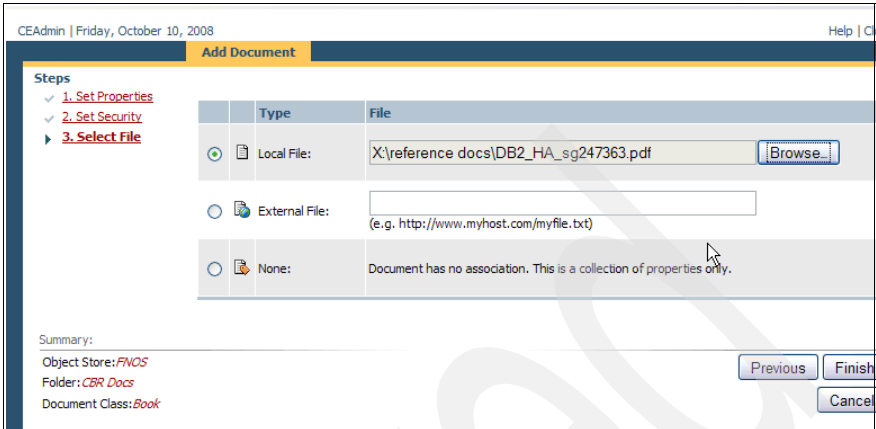 CEAdmin | Friday, October 10, 2008
Help |
Add Document
Steps
1. Set Properties
2. Set Security
3. Select File
Type File
Local File: X:\reference docs\DB2_HA_sg247363.pdf Browse...
External File:
(e.g. http://www.myhost.com/myfile.txt)
None: Document has no association. This is a collection of properties only.
Summary:
Object Store:FNOS
Folder:CBR Docs
Document Class:Book
Previous Finish
Cancel